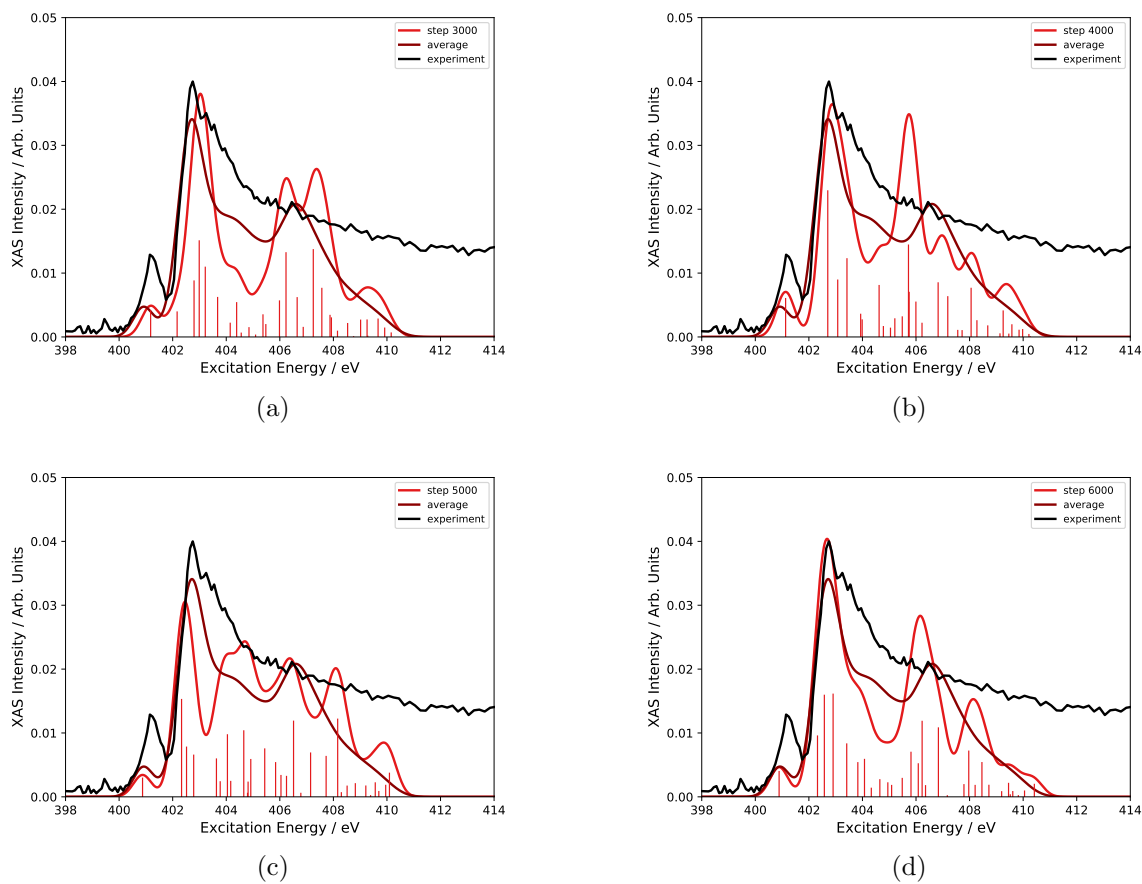 0.05
0.04
0.03
0.02
0.01
0.00
XAS Intensity / Arb. Units
398 400 402 404 406 408 410 412 414
Excitation Energy / eV
step 3000
average
experiment
(a)
0.05
0.04
0.03
0.02
0.01
0.00
XAS Intensity / Arb. Units
398 400 402 404 406 408 410 412 414
Excitation Energy / eV
step 4000
average
experiment
(b)
0.05
0.04
0.03
0.02
0.01
0.00
XAS Intensity / Arb. Units
398 400 402 404 406 408 410 412 414
Excitation Energy / eV
step 5000
average
experiment
(c)
0.05
0.04
0.03
0.02
0.01
0.00
XAS Intensity / Arb. Units
398 400 402 404 406 408 410 412 414
Excitation Energy / eV
step 6000
average
experiment
(d)